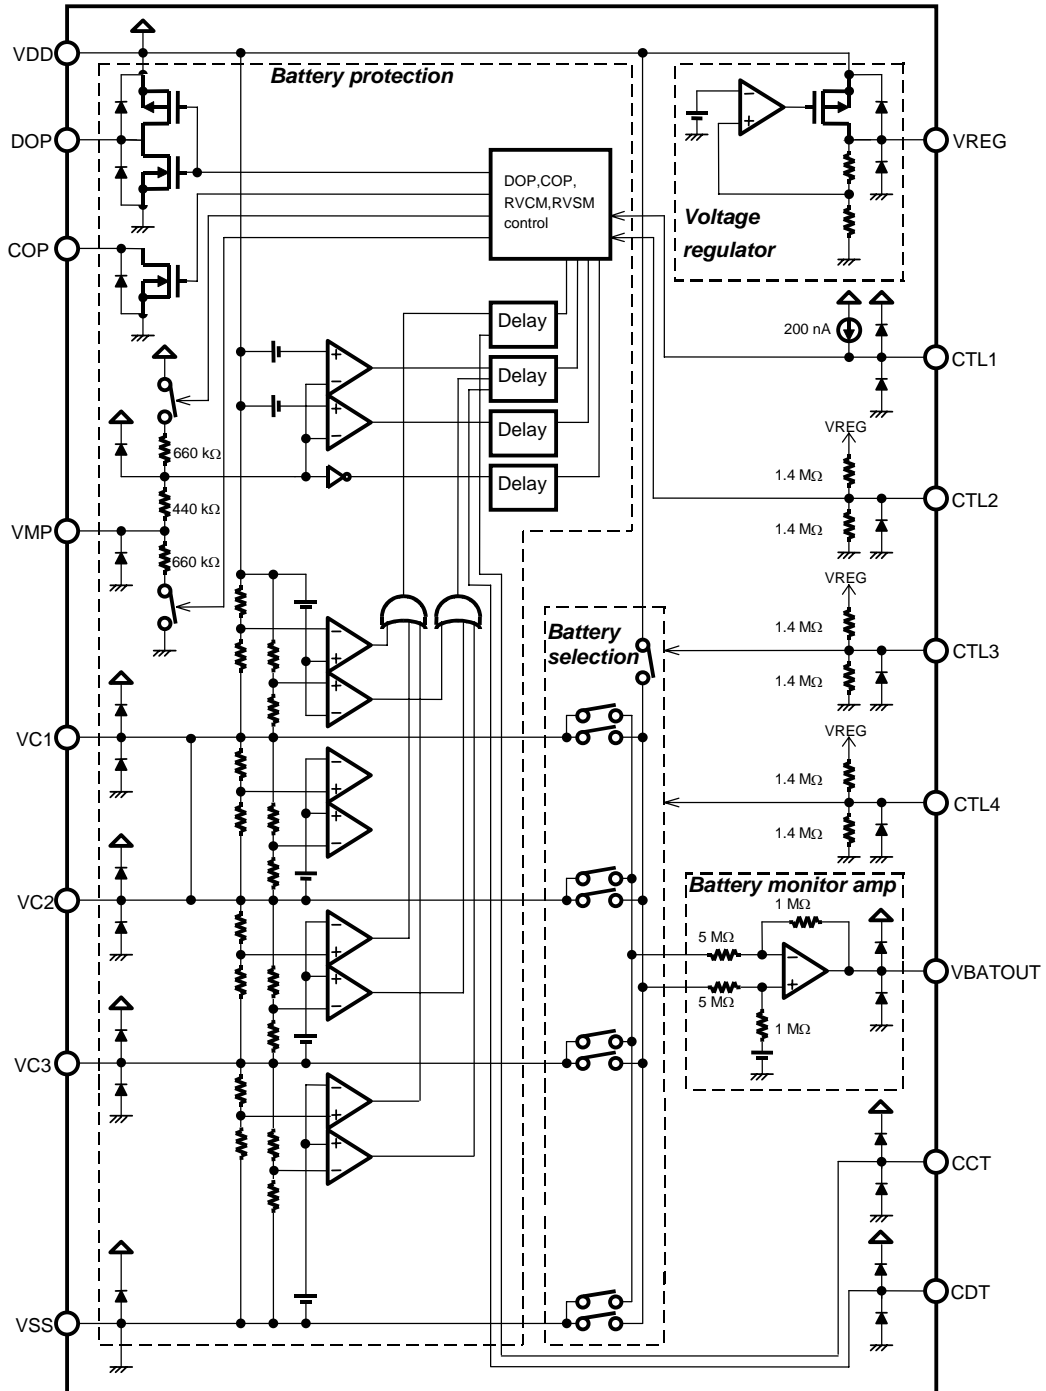 VDD
Battery protection
DOP
COP
DOP,COP,
RVCM,RVSM
control
VREG
Voltage
regulator
Delay
Delay
Delay
Delay
200 nA
CTL1
660 kΩ
440 kΩ
660 kΩ
VMP
VREG
1.4 MΩ
1.4 MΩ
CTL2
VREG
1.4 MΩ
1.4 MΩ
CTL3
Battery
selection
VC1
VREG
1.4 MΩ
1.4 MΩ
CTL4
VC2
Battery monitor amp
1 MΩ
5 MΩ
5 MΩ
1 MΩ
VBATOUT
VC3
CCT
CDT
VSS